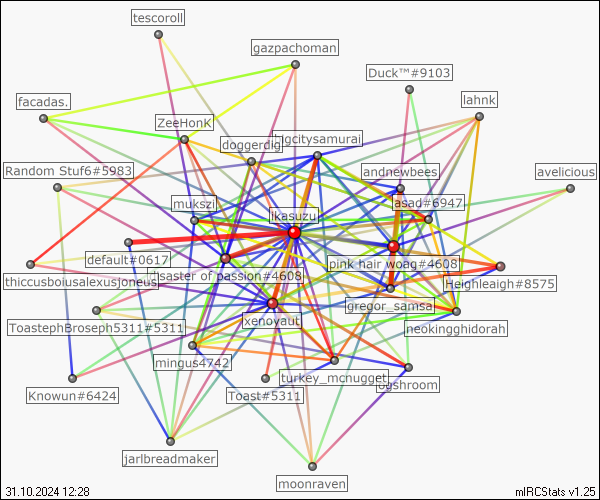 tescoroll
gazpachoman
Duck™#9103
facadas.
lahnk
ZeeHonK
doggerdig
bigcitysamurai
Random Stuf6#5983
andnewbees
avelicious
mukszi
asad#6947
ikasuzu
default#0617
pink hair woag#4608
thiccusboiusalexusjoneus
disaster of passion#4608
Heighleaigh#8575
gregor_samsa
ToastephBroseph5311#5311
xenoyaut
neokingghidorah
mingus4742
turkey_mcnugget
ogshroom
Knowun#6424
Toast#5311
jarlbreadmaker
moonraven
31.10.2024 12:28
mIRCStats v1.25